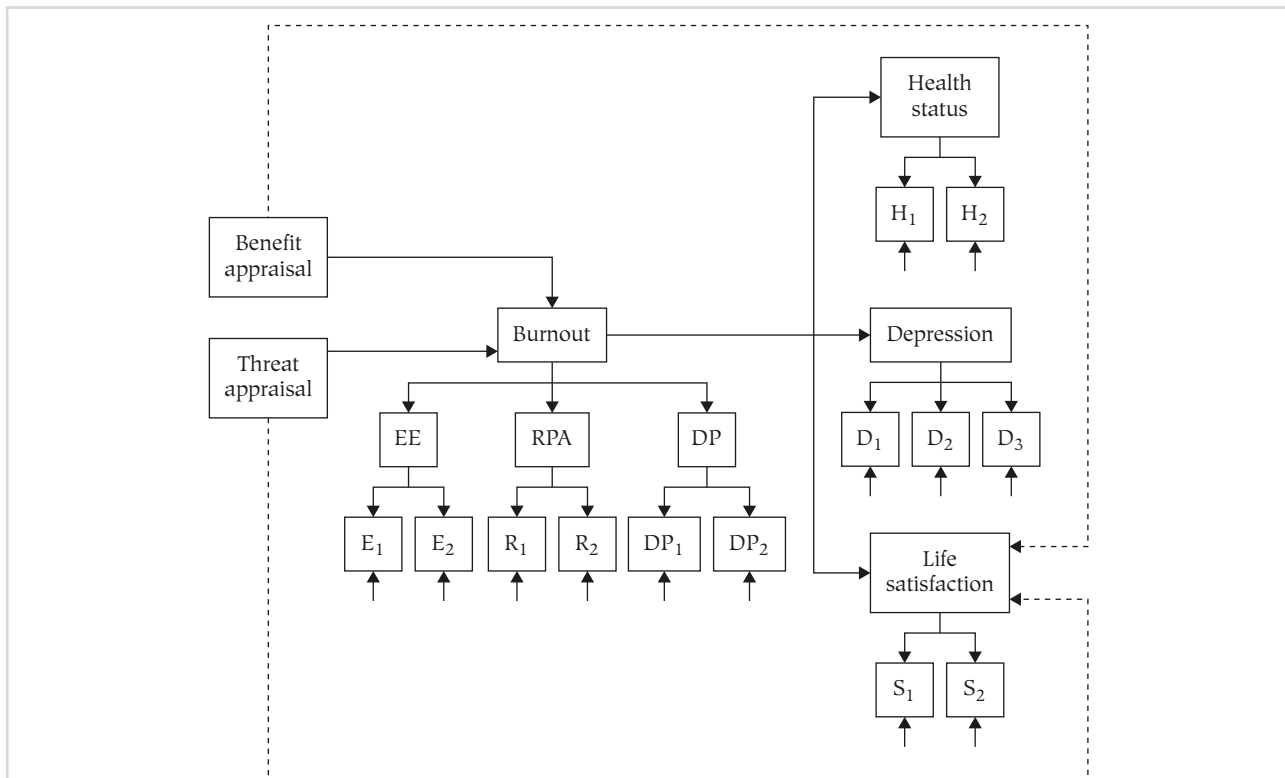 Health
status
H1
H2
Benefit
appraisal
Burnout
Depression
Threat
appraisal
EE
RPA
DP
D1
D2
D3
E1
E2
R1
R2
DP1
DP2
Life
satisfaction
S1
S2